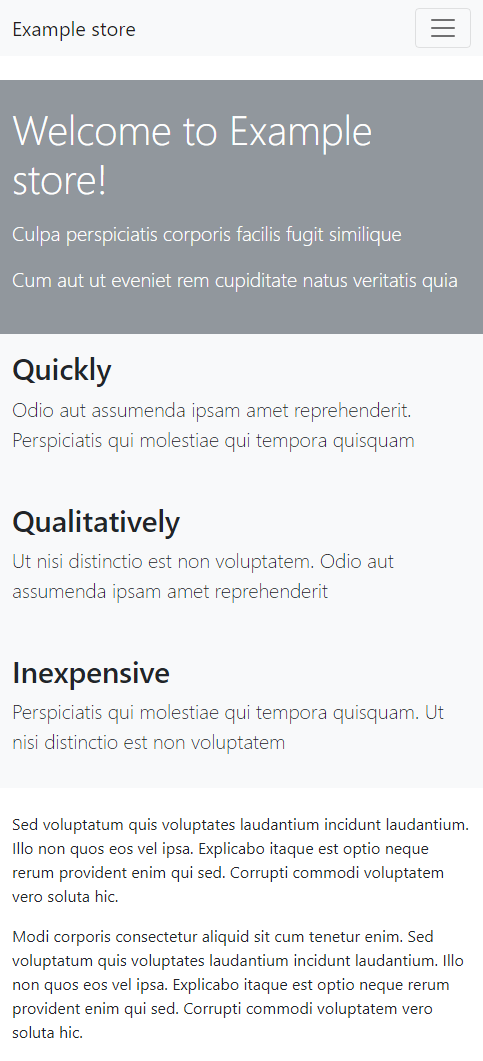 Example store
Welcome to Example
store!
Culpa perspiciatis corporis facilis fugit similique
Cum aut ut eveniet rem cupiditate natus veritatis quia
Quickly
Odio aut assumenda ipsam amet reprehenderit.
Perspiciatis qui molestiae qui tempora quisquam
Qualitatively
Ut nisi distinctio est non voluptatem. Odio aut
assumenda ipsam amet reprehenderit
Inexpensive
Perspiciatis qui molestiae qui tempora quisquam. Ut
nisi distinctio est non voluptatem
Sed voluptatum quis voluptates laudantium incidunt laudantium.
Illo non quos eos vel ipsa. Explicabo itaque est optio neque
rerum provident enim qui sed. Corrupti commodi voluptatem
vero soluta hic.
Modi corporis consectetur aliquid sit cum tenetur enim. Sed
voluptatum quis voluptates laudantium incidunt laudantium. Illo
non quos eos vel ipsa. Explicabo itaque est optio neque rerum
provident enim qui sed. Corrupti commodi voluptatem vero
soluta hic.